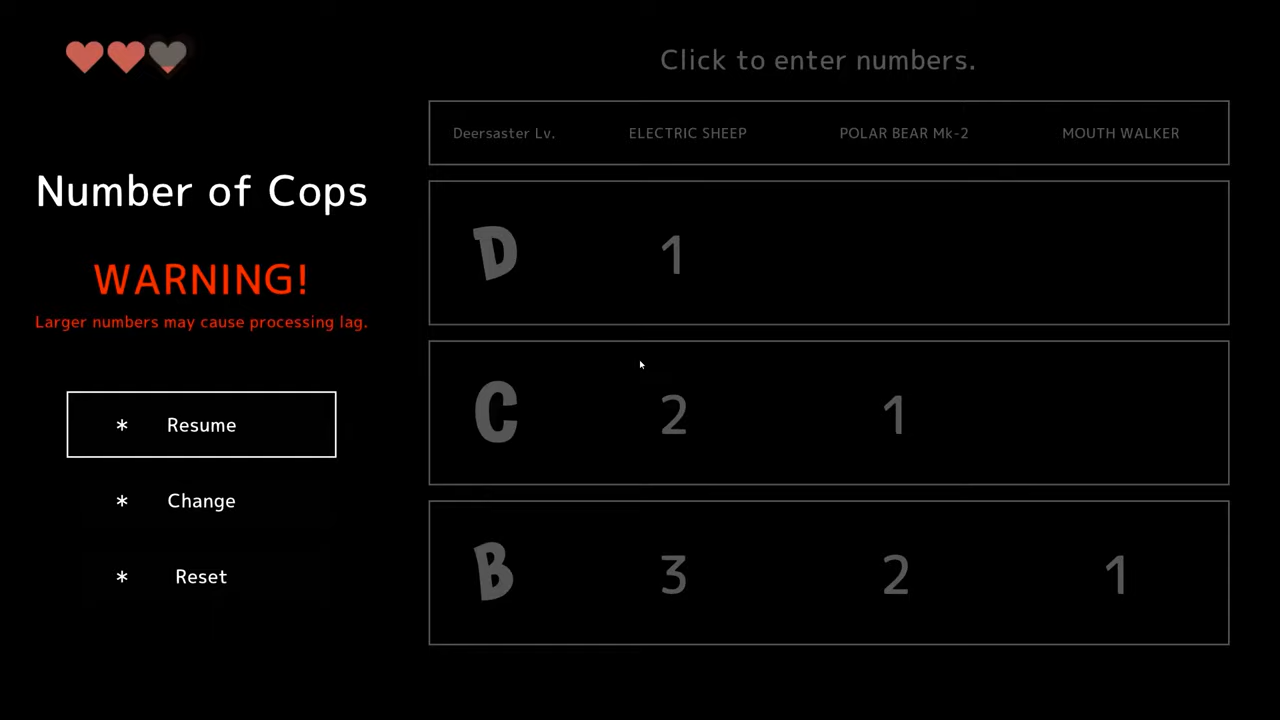 Click to enter numbers.
Deersaster Lv. ELECTRIC SHEEP POLAR BEAR Mk-2 MOUTH WALKER
Number of Cops
WARNING!
Larger numbers may cause processing lag.
* Resume
* Change
* Reset
D 1
C 2 1
B 3 2 1